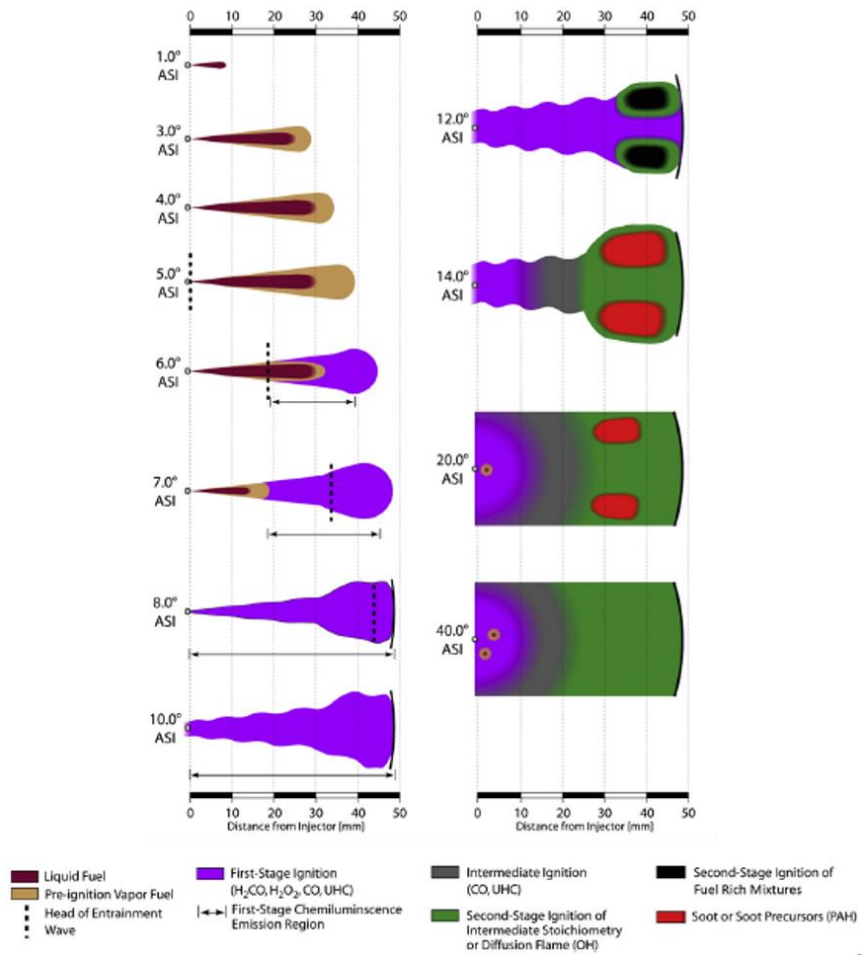 0 10 20 30 40 50
1.0°
ASI
3.0°
ASI
4.0°
ASI
5.0°
ASI
6.0°
ASI
7.0°
ASI
8.0°
ASI
10.0°
ASI
0 10 20 30 40 50
Distance from Injector [mm]
0 10 20 30 40 50
12.0°
ASI
14.0°
ASI
20.0°
ASI
40.0°
ASI
0 10 20 30 40 50
Distance from Injector [mm]
Liquid Fuel
Pre-ignition Vapor Fuel
Head of Entrainment
Wave
First-Stage Ignition
(H₂CO, H₂O₂, CO, UHC)
First-Stage Chemiluminscence
Emission Region
Intermediate Ignition
(CO, UHC)
Second-Stage Ignition of
Intermediate Stoichiometry
or Diffusion Flame (OH)
Second-Stage Ignition of
Fuel Rich Mixtures
Soot or Soot Precursors (PAH)